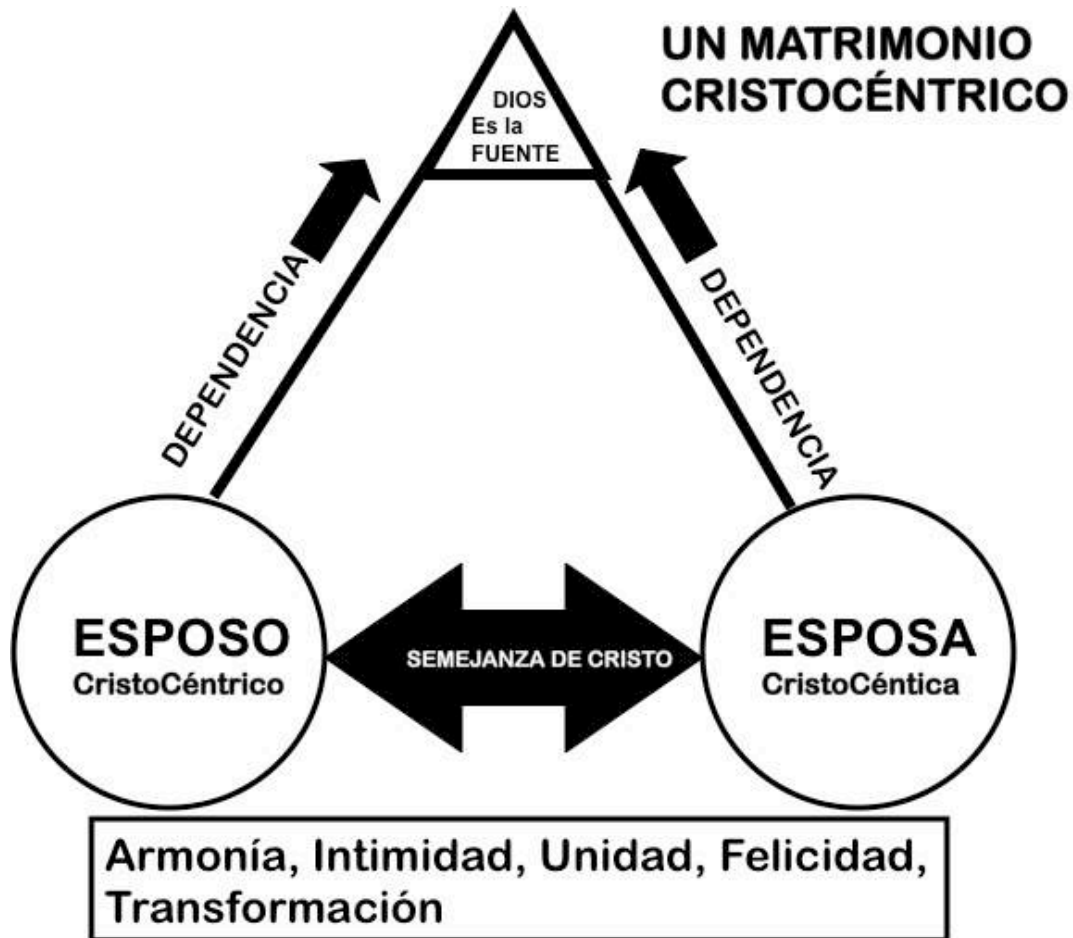 UN MATRIMONIO
CRISTOCÉNTRICO
DIOS
Es la
FUENTE
DEPENDENCIA
DEPENDENCIA
ESPOSO
CristoCéntrico
SEMEJANZA DE CRISTO
ESPOSA
CristoCéntica
Armonía, Intimidad, Unidad, Felicidad,
Transformación